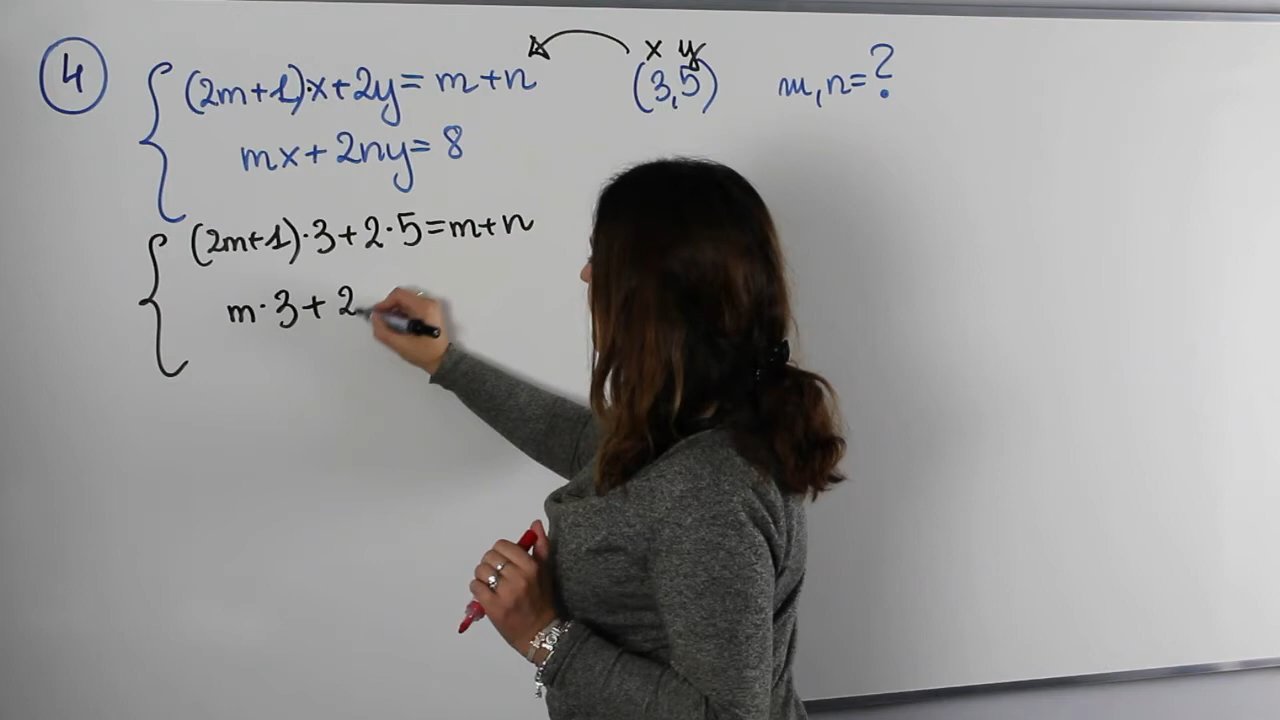 4
(2m+1)·x+2y=m+n
x y
(3,5)
m,n=?
mx+2ny=8
(2m+1)·3+2·5=m+n
m·3+2